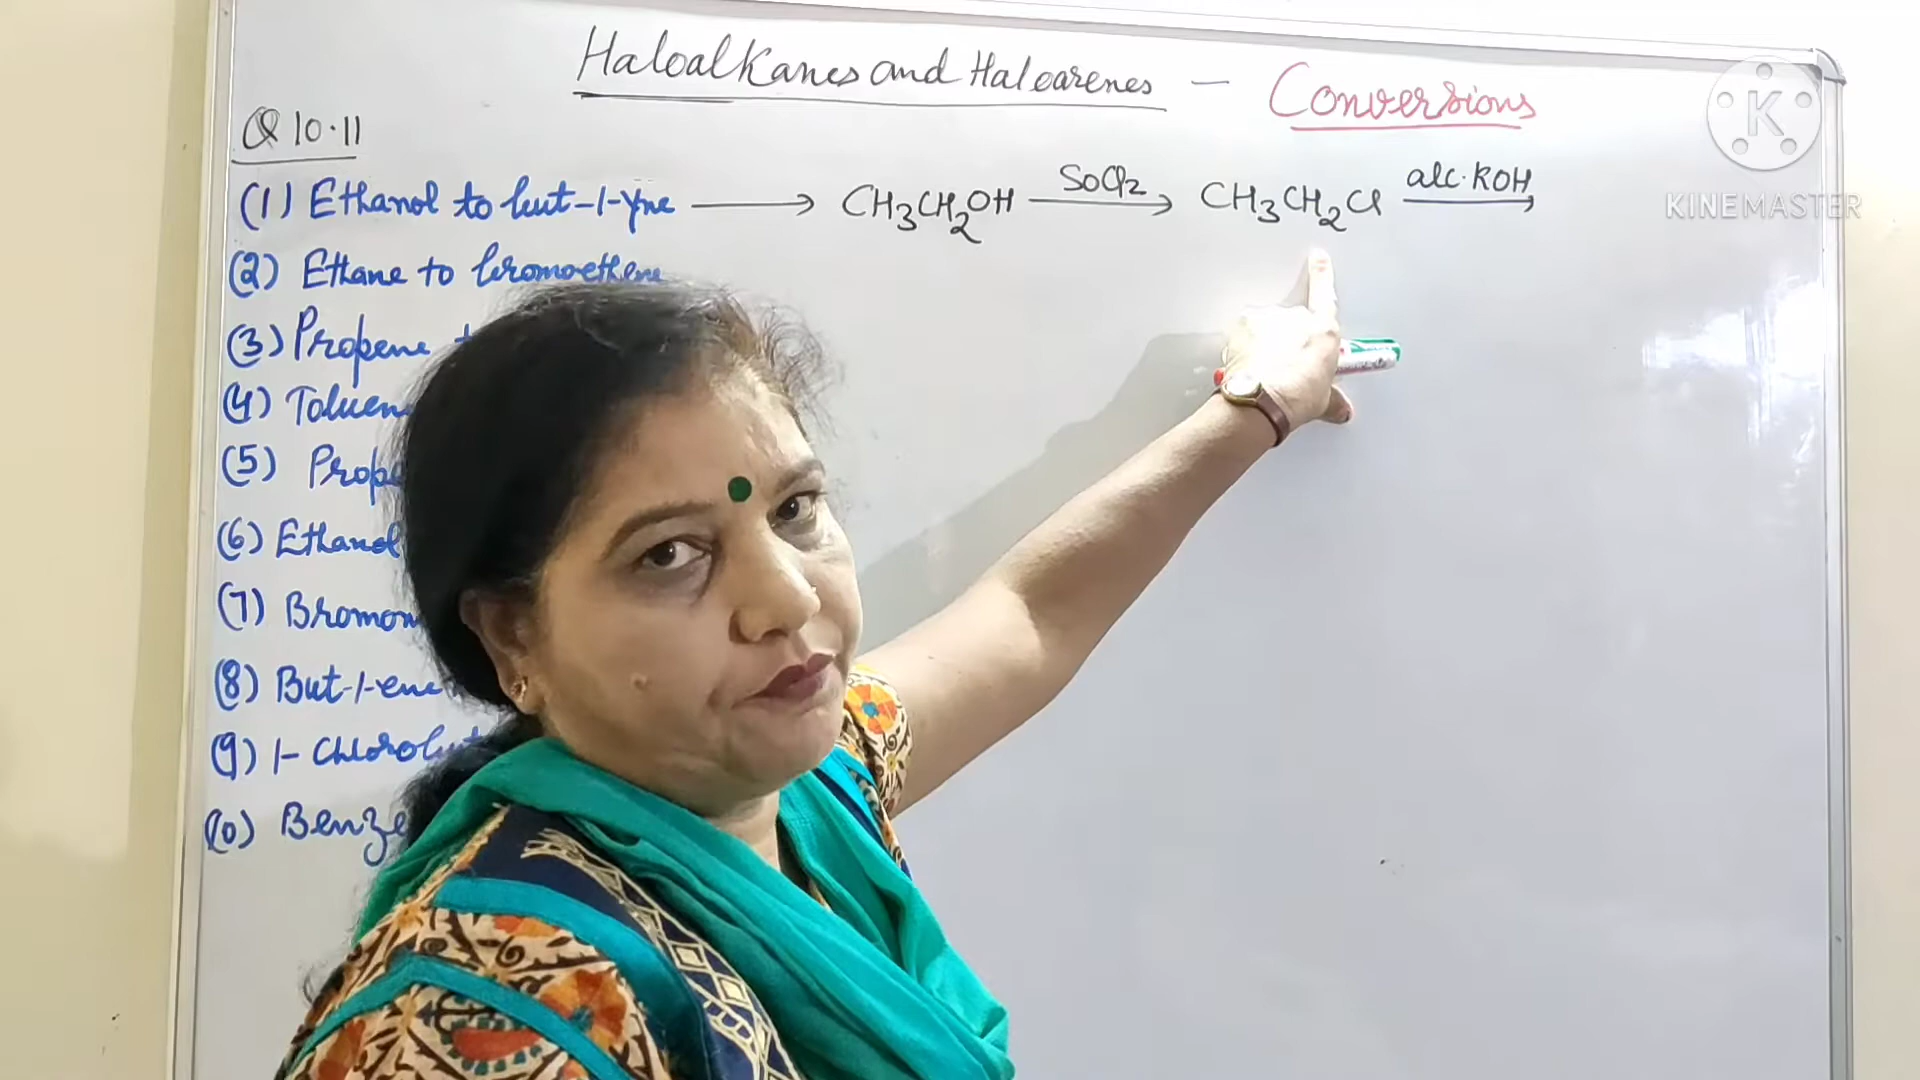 Haloalkanes and Haloarenes — Conversions
Q 10.11
(1) Ethanol to but-1-yne ⟶ CH3CH2OH —SOCl2→ CH3CH2Cl —alc.KOH→
(2) Ethane to bromoethene
(3) Propene
(4) Toluen
(5) Prope
(6) Ethanol
(7) Bromom
(8) But-1-ene
(9) 1-Chlorobut
(10) Benze
K
KINEMASTER